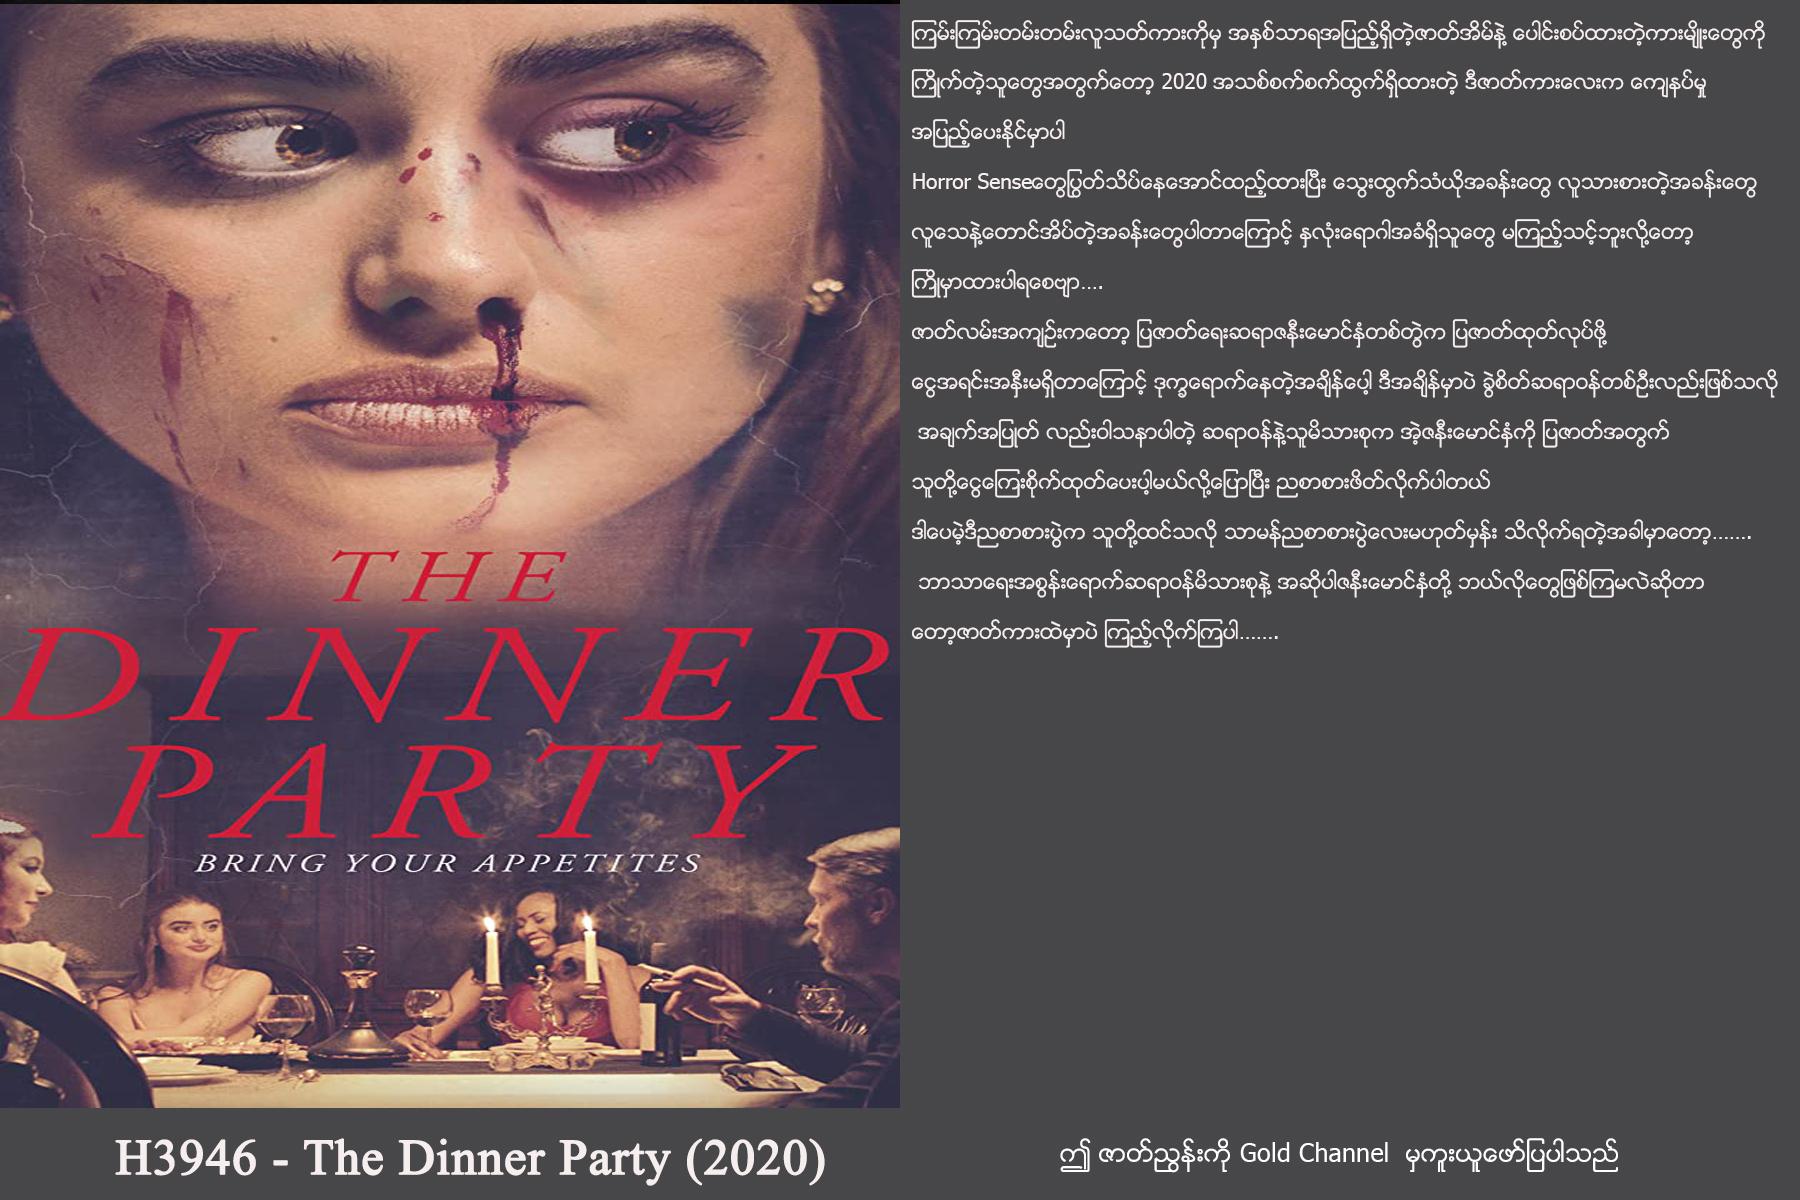 THE
DINNER
PARTY
BRING YOUR APPETITES
H3946 - The Dinner Party (2020)
ကြမ်းကြမ်းတမ်းတမ်းလူသတ်ကားကိုမှ အနှစ်သာရအပြည့်ရှိတဲ့ဇာတ်အိမ်နဲ့ ပေါင်းစပ်ထားတဲ့ကားမျိုးတွေကို
ကြိုက်တဲ့သူတွေအတွက်တော့ 2020 အသစ်စက်စက်ထွက်ရှိထားတဲ့ ဒီဇာတ်ကားလေးက ကျေနပ်မှု
အပြည့်ပေးနိုင်မှာပါ
Horror Senseတွေပြွတ်သိပ်နေအောင်ထည့်ထားပြီး သွေးထွက်သံယိုအခန်းတွေ လူသားစားတဲ့အခန်းတွေ
လူသေနဲ့တောင်အိပ်တဲ့အခန်းတွေပါတာကြောင့် နှလုံးရောဂါအခံရှိသူတွေ မကြည့်သင့်ဘူးလို့တော့
ကြိုမှာထားပါရစေဗျာ....
ဇာတ်လမ်းအကျဉ်းကတော့ ပြဇာတ်ရေးဆရာဇနီးမောင်နှံတစ်တွဲက ပြဇာတ်ထုတ်လုပ်ဖို့
ငွေအရင်းအနှီးမရှိတာကြောင့် ဒုက္ခရောက်နေတဲ့အချိန်ပေါ့ ဒီအချိန်မှာပဲ ခွဲစိတ်ဆရာဝန်တစ်ဦးလည်းဖြစ်သလို
အချက်အပြုတ် လည်းဝါသနာပါတဲ့ ဆရာဝန်နဲ့သူမိသားစုက အဲ့ဇနီးမောင်နှံကို ပြဇာတ်အတွက်
သူတို့ငွေကြေးစိုက်ထုတ်ပေးပါ့မယ်လို့ပြောပြီး ညစာစားဖိတ်လိုက်ပါတယ်
ဒါပေမဲ့ဒီညစာစားပွဲက သူတို့ထင်သလို သာမန်ညစာစားပွဲလေးမဟုတ်မှန်း သိလိုက်ရတဲ့အခါမှာတော့.......
ဘာသာရေးအစွန်းရောက်ဆရာဝန်မိသားစုနဲ့ အဆိုပါဇနီးမောင်နှံတို့ ဘယ်လိုတွေဖြစ်ကြမလဲဆိုတာ
တော့ဇာတ်ကားထဲမှာပဲ ကြည့်လိုက်ကြပါ.......
ဤ ဇာတ်ညွှန်းကို Gold Channel မှကူးယူဖော်ပြပါသည်